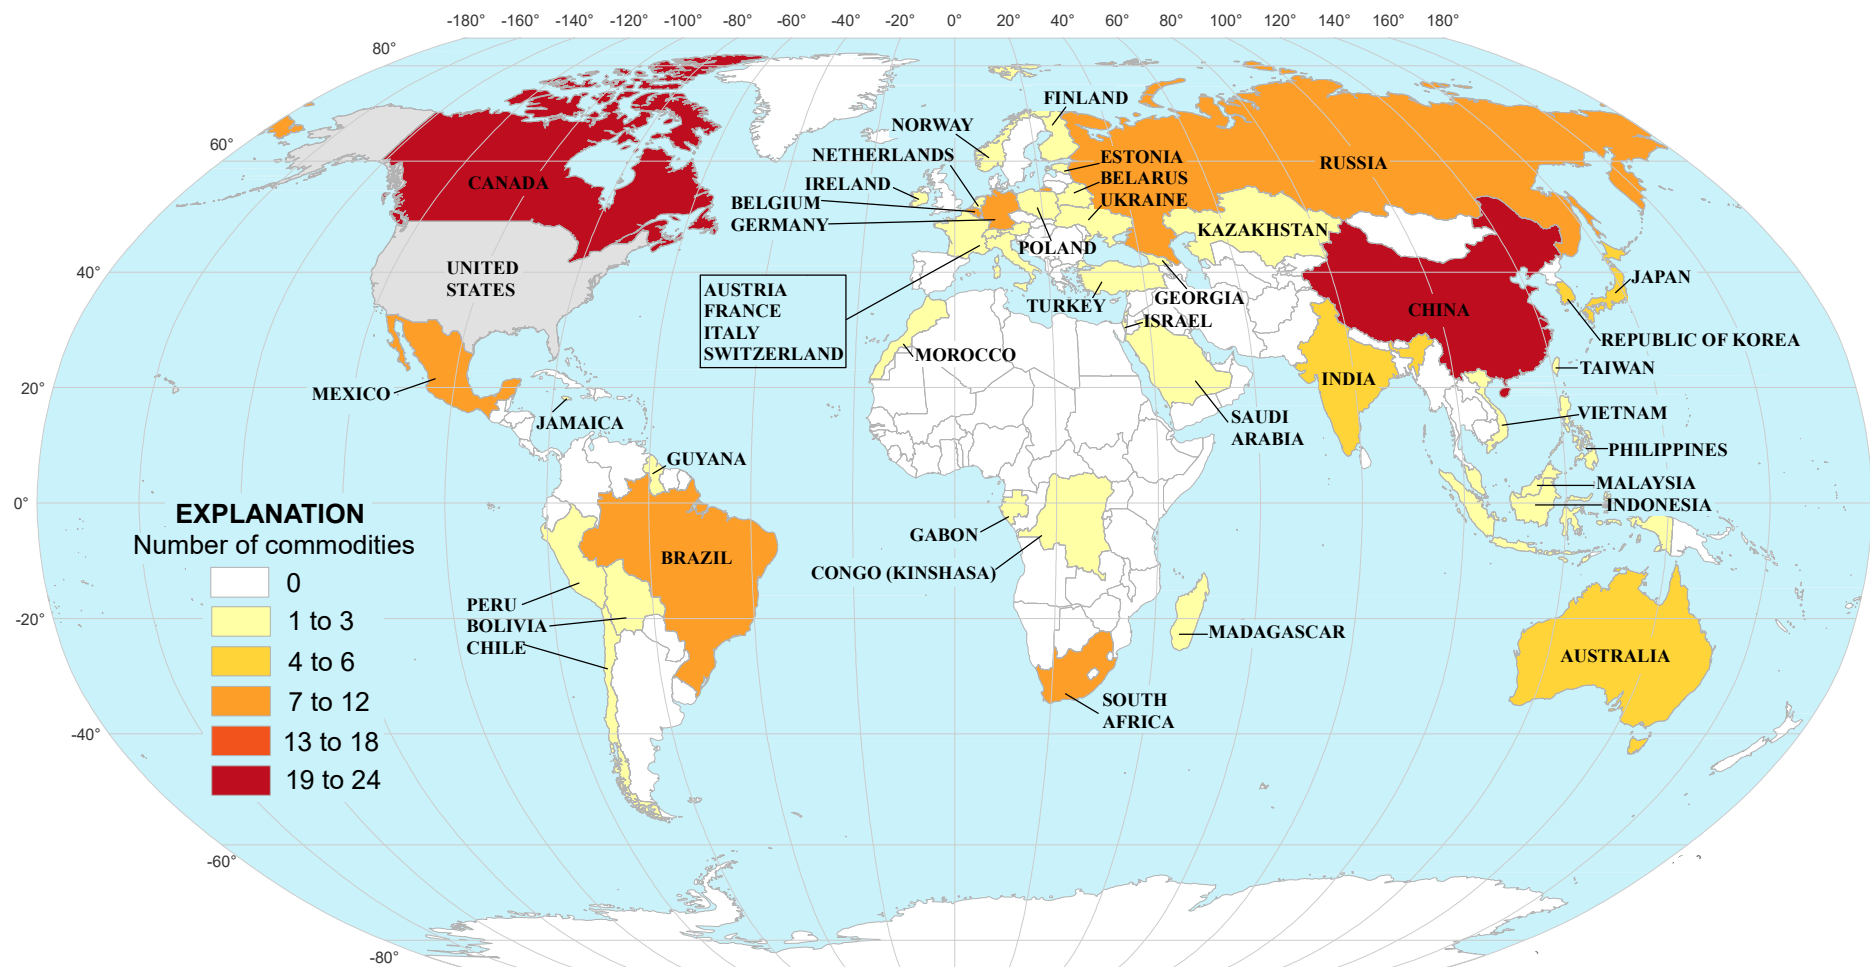 -180° -160° -140° -120° -100° -80° -60° -40° -20° 0° 20° 40° 60° 80° 100° 120° 140° 160° 180°
80°
60°
40°
20°
0°
-20°
-40°
-60°
-80°
FINLAND
NORWAY
NETHERLANDS
IRELAND
BELGIUM
GERMANY
ESTONIA
BELARUS
UKRAINE
RUSSIA
CANADA
KAZAKHSTAN
POLAND
UNITED
STATES
AUSTRIA
FRANCE
ITALY
SWITZERLAND
TURKEY
GEORGIA
ISRAEL
JAPAN
CHINA
REPUBLIC OF KOREA
MOROCCO
TAIWAN
INDIA
MEXICO
JAMAICA
SAUDI
ARABIA
VIETNAM
PHILIPPINES
GUYANA
MALAYSIA
INDONESIA
GABON
CONGO (KINSHASA)
BRAZIL
PERU
BOLIVIA
CHILE
MADAGASCAR
AUSTRALIA
SOUTH
AFRICA
EXPLANATION
Number of commodities
0
1 to 3
4 to 6
7 to 12
13 to 18
19 to 24